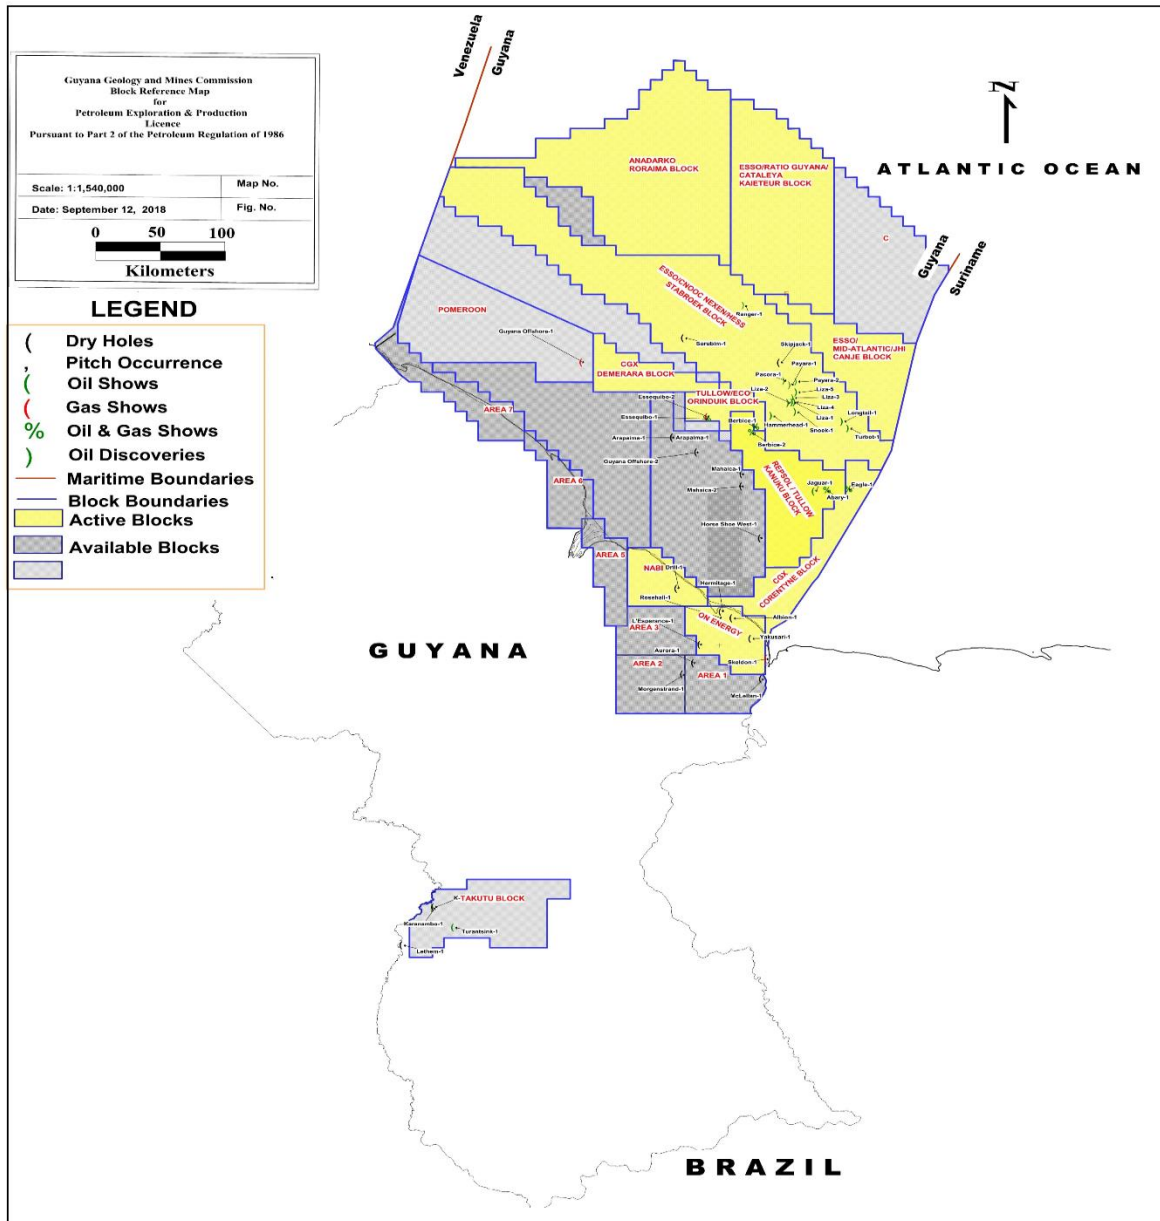 Guyana Geology and Mines Commission
Block Reference Map
for
Petroleum Exploration & Production
Licence
Pursuant to Part 2 of the Petroleum Regulation of 1986
Scale: 1:1,540,000
Map No.
Date: September 12, 2018
Fig. No.
0 50 100
Kilometers
LEGEND
Dry Holes
Pitch Occurrence
Oil Shows
Gas Shows
Oil & Gas Shows
Oil Discoveries
Maritime Boundaries
Block Boundaries
Active Blocks
Available Blocks
Venezuela
Guyana
N
ATLANTIC OCEAN
Guyana
Suriname
ANADARKO
RORAIMA BLOCK
ESSO/RATIO GUYANA/
CATALEYA
KAIETEUR BLOCK
C
ESSO/CNOOC NEXEN/HESS
STABROEK BLOCK
Ranger-1
POMEROON
Guyana Offshore-1
Sorubim-1
Skipjack-1
ESSO/
MID-ATLANTIC/JHI
CANJE BLOCK
CGX
DEMERARA BLOCK
Payara-1
Pacora-1
Payara-2
Liza-2
Liza-5
Liza-3
Liza-4
Liza-1
TULLOW/ECO
ORINDUIK BLOCK
Essequibo-2
Essequibo-1
Berbice-1
Hammerhead-1
Snoek-1
Longtail-1
Turbot-1
Berbice-2
AREA 7
Arapaima-1
Arapaima-1
Guyana Offshore-2
Mahaica-1
Mahaica-2
REPSOL / TULLOW
KANUKU BLOCK
Jaguar-1
Eagle-1
Abary-1
AREA 6
Horse Shoe West-1
AREA 5
NABI
Drill-1
Hermitage-1
CGX
CORENTYNE BLOCK
Rosehall-1
L'Esperance-1
AREA 3
ON ENERGY
Albion-1
Yakusari-1
Aurora-1
Skeldon-1
AREA 2
AREA 1
Morgenstrand-1
McLellan-1
GUYANA
K-
TAKUTU BLOCK
Karanambo-1
Turantsink-1
Lethem-1
BRAZIL